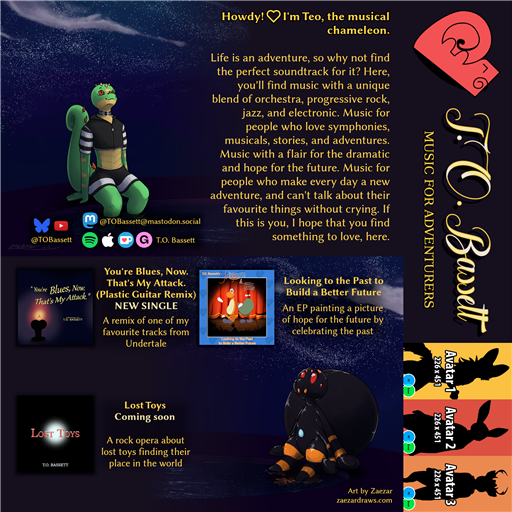 Howdy! ♡ I'm Teo, the musical
chameleon.
Life is an adventure, so why not find
the perfect soundtrack for it? Here,
you'll find music with a unique
blend of orchestra, progressive rock,
jazz, and electronic. Music for
people who love symphonies,
musicals, stories, and adventures.
Music with a flair for the dramatic
and hope for the future. Music for
people who make every day a new
adventure, and can't talk about their
favourite things without crying. If
this is you, I hope that you find
something to love, here.
@TOBassett@mastodon.social
@TOBassett
T.O. Bassett
T. O. Bassett
MUSIC FOR ADVENTURERS
"You're Blues, Now.
That's My Attack."
T.O. BASSETT
You're Blues, Now.
That's My Attack.
(Plastic Guitar Remix)
NEW SINGLE
A remix of one of my
favourite tracks from
Undertale
T.O. Bassett's
Looking to the Past
to Build a Better Future
Looking to the Past to
Build a Better Future
An EP painting a picture
of hope for the future by
celebrating the past
LOST TOYS
T.O. BASSETT
Lost Toys
Coming soon
A rock opera about
lost toys finding their
place in the world
Art by Zaezar
zaezardraws.com
Avatar 1
226 x 451
Avatar 2
226 x 451
Avatar 3
226 x 451